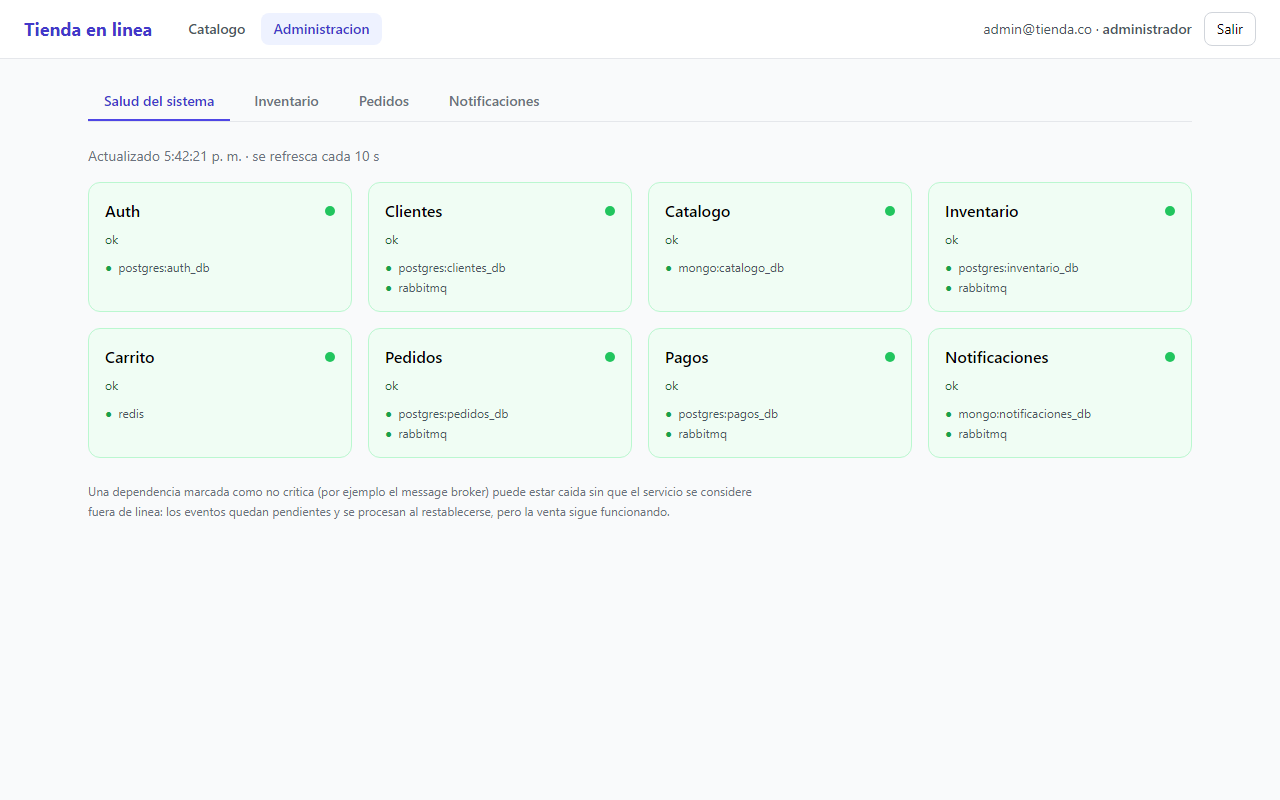 Tienda en linea
Catalogo
Administracion
admin@tienda.co · administrador
Salir
Salud del sistema
Inventario
Pedidos
Notificaciones
Actualizado 5:42:21 p. m. · se refresca cada 10 s
Auth
ok
● postgres:auth_db
Clientes
ok
● postgres:clientes_db
● rabbitmq
Catalogo
ok
● mongo:catalogo_db
Inventario
ok
● postgres:inventario_db
● rabbitmq
Carrito
ok
● redis
Pedidos
ok
● postgres:pedidos_db
● rabbitmq
Pagos
ok
● postgres:pagos_db
● rabbitmq
Notificaciones
ok
● mongo:notificaciones_db
● rabbitmq
Una dependencia marcada como no critica (por ejemplo el message broker) puede estar caida sin que el servicio se considere
fuera de linea: los eventos quedan pendientes y se procesan al restablecerse, pero la venta sigue funcionando.